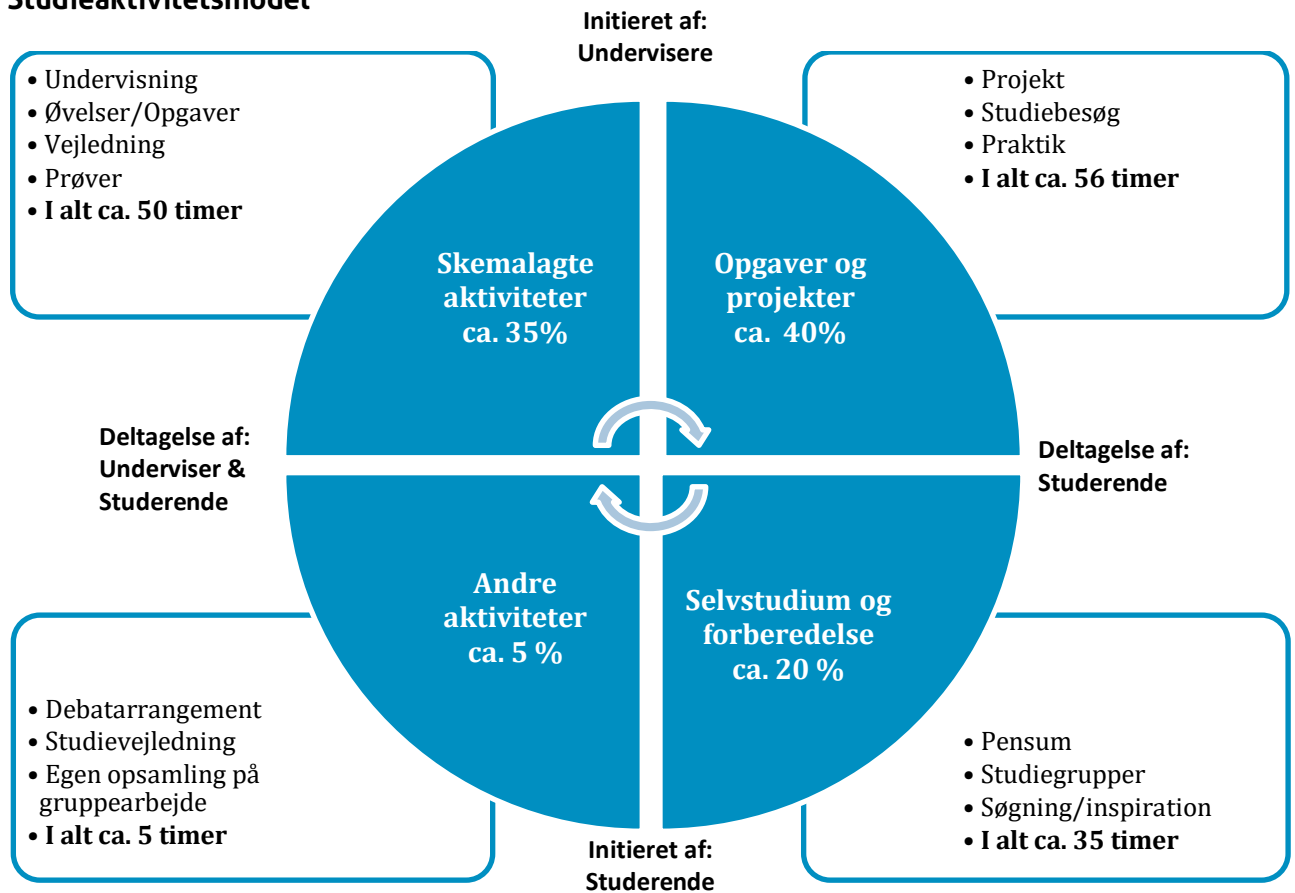 Studieaktivitetsmodel
Initieret af:
Undervisere
• Undervisning
• Øvelser/Opgaver
• Vejledning
• Prøver
• I alt ca. 50 timer
• Projekt
• Studiebesøg
• Praktik
• I alt ca. 56 timer
Skemalagte
aktiviteter
ca. 35%
Opgaver og
projekter
ca. 40%
Deltagelse af:
Underviser &
Studerende
Deltagelse af:
Studerende
Andre
aktiviteter
ca. 5 %
Selvstudium og
forberedelse
ca. 20 %
• Debatarrangement
• Studievejledning
• Egen opsamling på
gruppearbejde
• I alt ca. 5 timer
• Pensum
• Studiegrupper
• Søgning/inspiration
• I alt ca. 35 timer
Initieret af:
Studerende